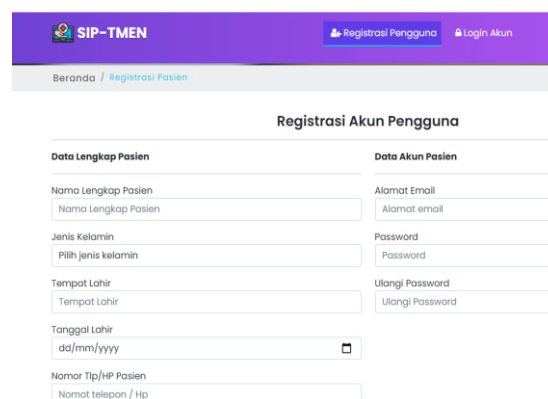 SIP-TMEN
Registrasi Pengguna
Login Akun
Beranda / Registrasi Pasien
Registrasi Akun Pengguna
Data Lengkap Pasien
Nama Lengkap Pasien
Nama Lengkap Pasien
Jenis Kelamin
Pilih jenis kelamin
Tempat Lahir
Tempat Lahir
Tanggal Lahir
dd/mm/yyyy
Nomor Tlp/HP Pasien
Nomot telepon / Hp
Data Akun Pasien
Alamat Email
Alamat email
Password
Password
Ulangi Password
Ulangi Password